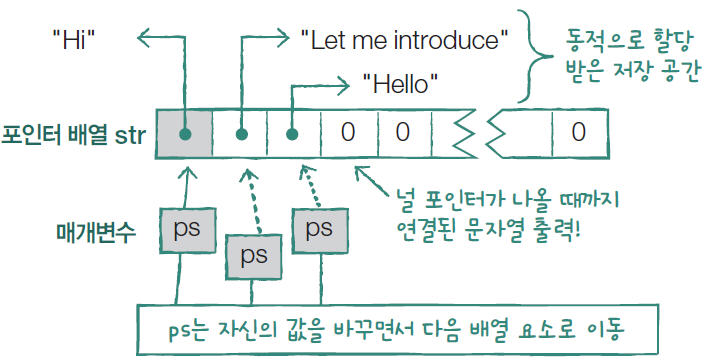 "Hi"
"Let me introduce"
"Hello"
동적으로 할당
받은 저장 공간
포인터 배열 str
0
0
0
널 포인터가 나올 때까지
연결된 문자열 출력!
매개변수
ps
ps
ps
ps는 자신의 값을 바꾸면서 다음 배열 요소로 이동